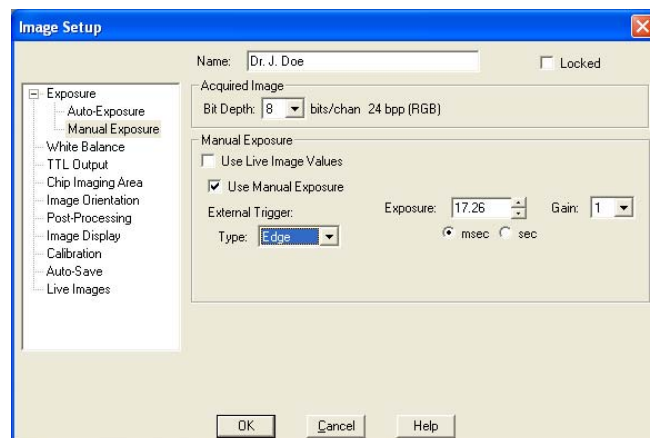 Image Setup
Name: Dr. J. Doe Locked
Exposure
Auto-Exposure
Manual Exposure
White Balance
TTL Output
Chip Imaging Area
Image Orientation
Post-Processing
Image Display
Calibration
Auto-Save
Live Images
Acquired Image
Bit Depth: 8 bits/chan 24 bpp (RGB)
Manual Exposure
Use Live Image Values
Use Manual Exposure
External Trigger: Exposure: 17.26 Gain: 1
Type: Edge msec sec
OK Cancel Help